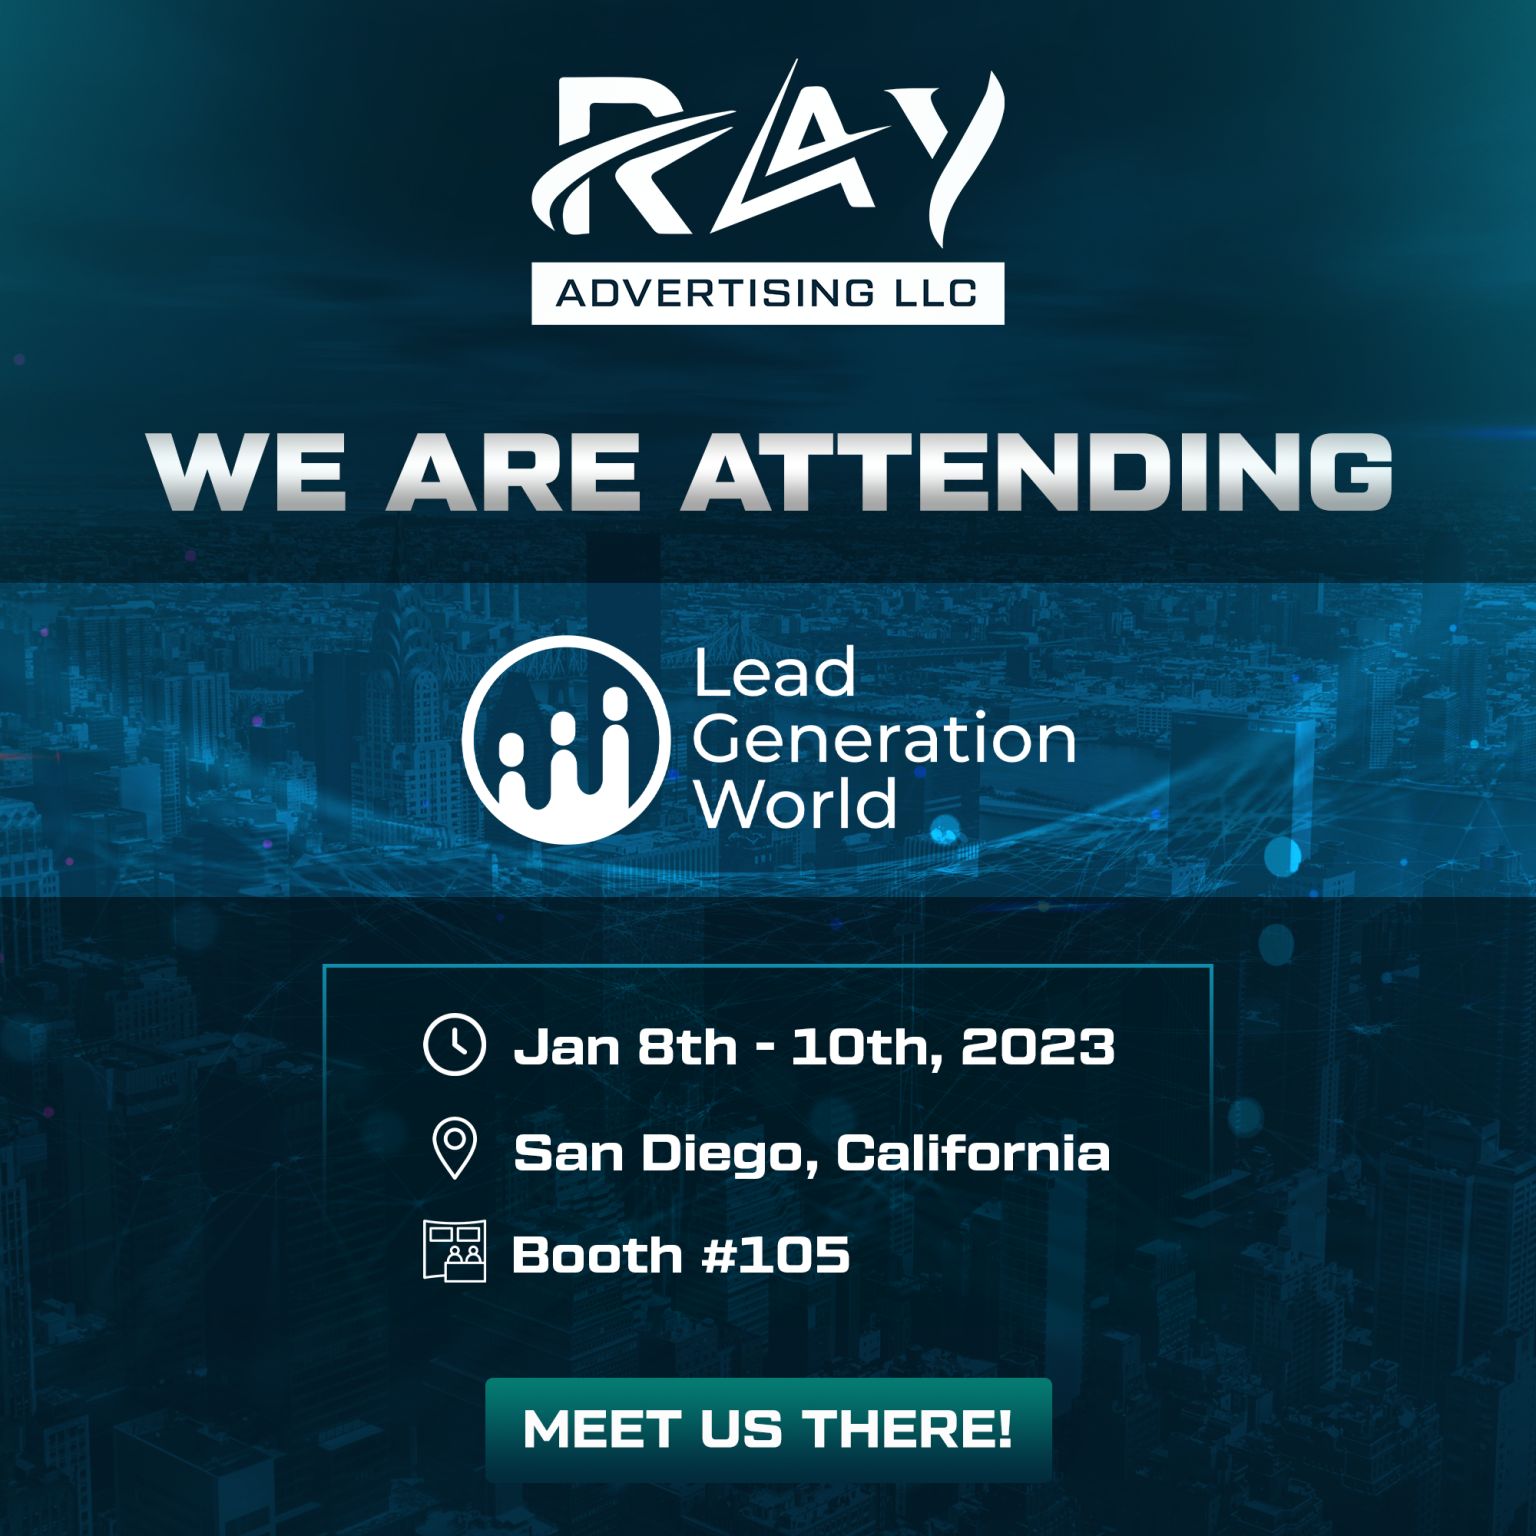 RAY
ADVERTISING LLC
WE ARE ATTENDING
Lead
Generation
World
Jan 8th - 10th, 2023
San Diego, California
Booth #105
MEET US THERE!